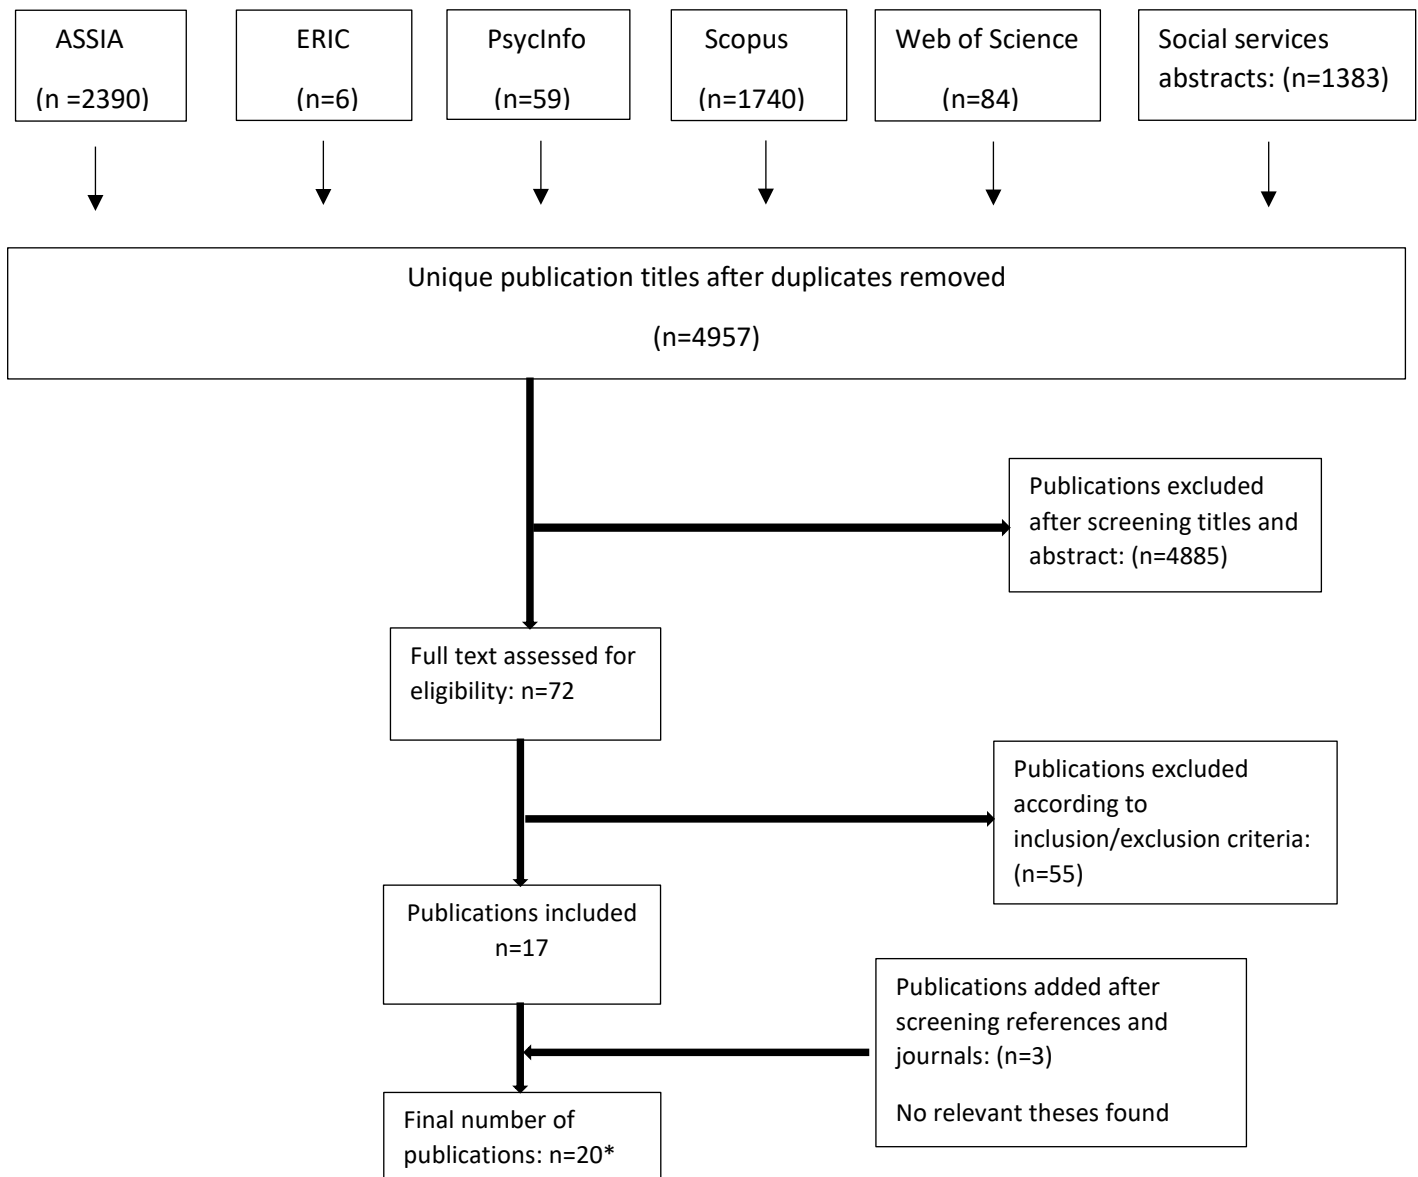 ASSIA
(n =2390)
ERIC
(n=6)
PsycInfo
(n=59)
Scopus
(n=1740)
Web of Science
(n=84)
Social services
abstracts: (n=1383)
Unique publication titles after duplicates removed
(n=4957)
Publications excluded
after screening titles and
abstract: (n=4885)
Full text assessed for
eligibility: n=72
Publications excluded
according to
inclusion/exclusion criteria:
(n=55)
Publications included
n=17
Publications added after
screening references and
journals: (n=3)
No relevant theses found
Final number of
publications: n=20*